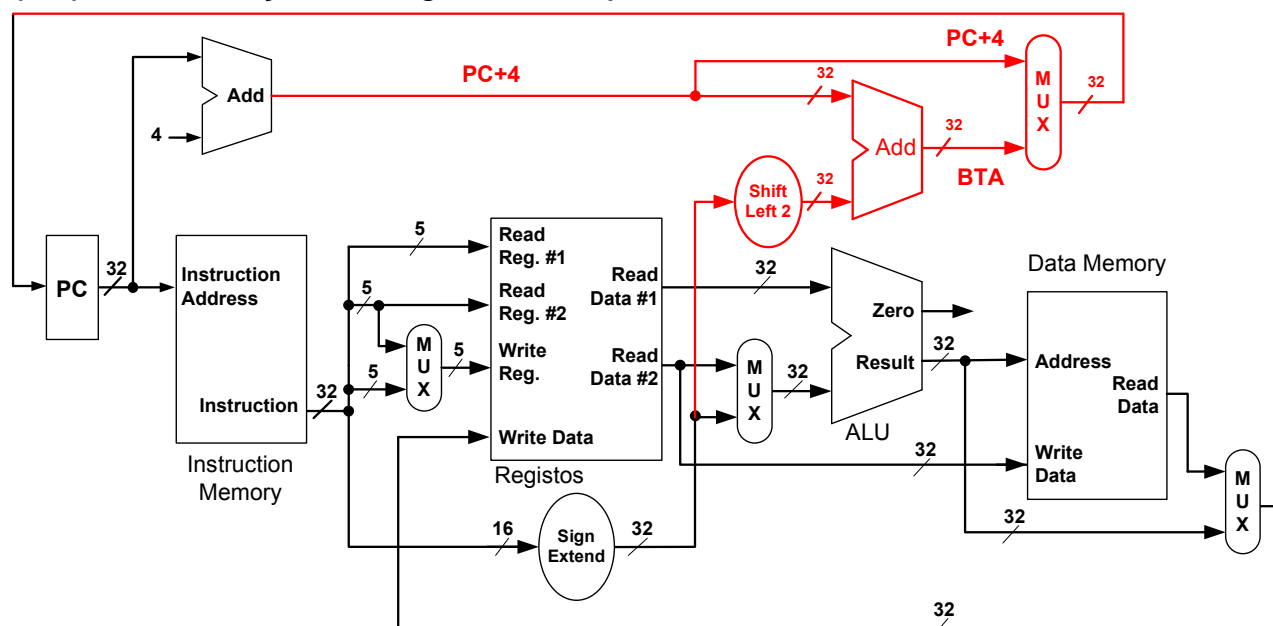 PC+4
PC+4
M
U
X
32
32
Add
4
32
Add
32
BTA
Shift
Left 2
32
PC
32
Instruction
Address
Instruction
32
Instruction
Memory
5
5
5
M
U
X
5
Read
Reg. #1
Read
Reg. #2
Write
Reg.
Write Data
Read
Data #1
Read
Data #2
Registos
16
Sign
Extend
32
32
M
U
X
32
Zero
Result
ALU
32
32
Data Memory
Address
Read
Data
Write
Data
32
M
U
X
32